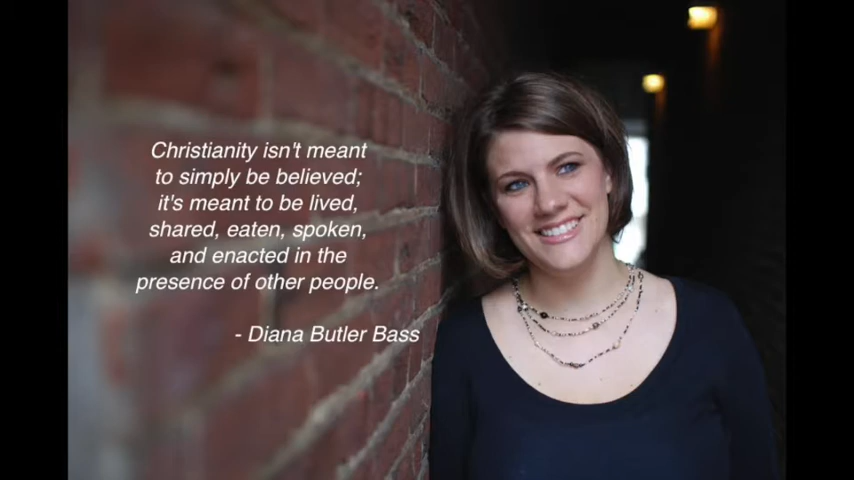 Christianity isn't meant
to simply be believed;
it's meant to be lived,
shared, eaten, spoken,
and enacted in the
presence of other people.
- Diana Butler Bass